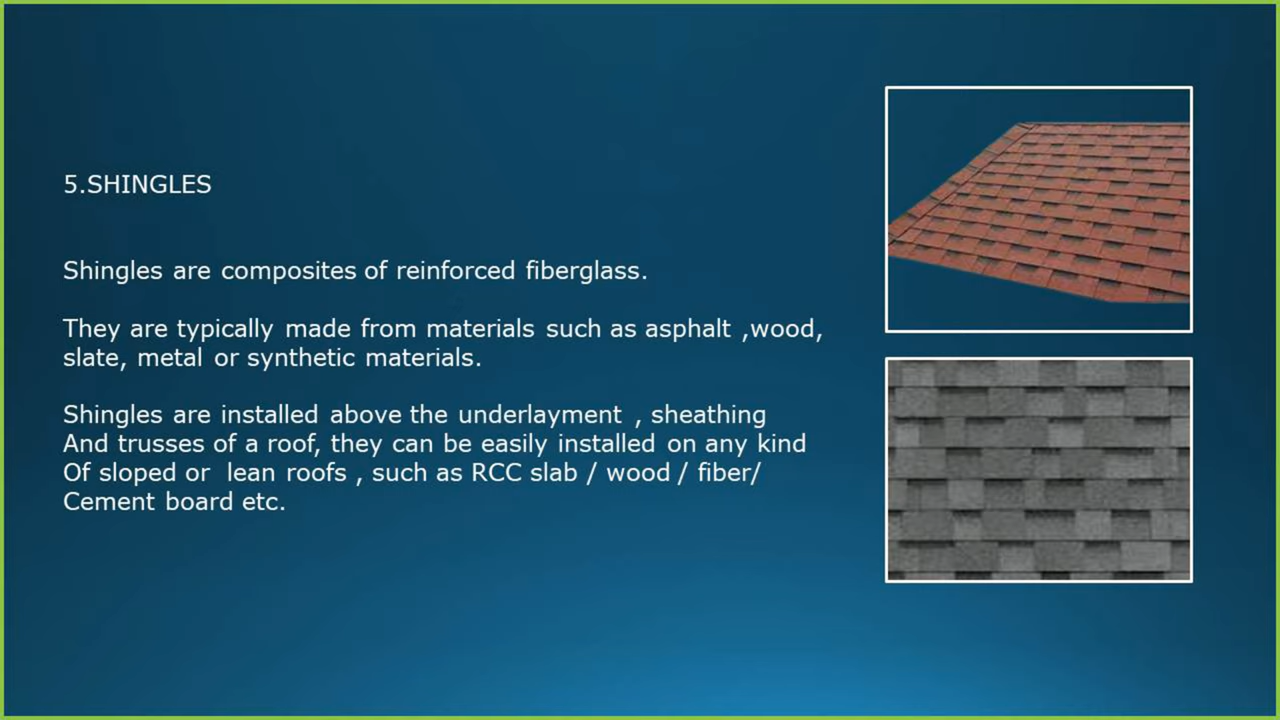 5.SHINGLES
Shingles are composites of reinforced fiberglass.
They are typically made from materials such as asphalt ,wood,
slate, metal or synthetic materials.
Shingles are installed above the underlayment , sheathing
And trusses of a roof, they can be easily installed on any kind
Of sloped or lean roofs , such as RCC slab / wood / fiber/
Cement board etc.